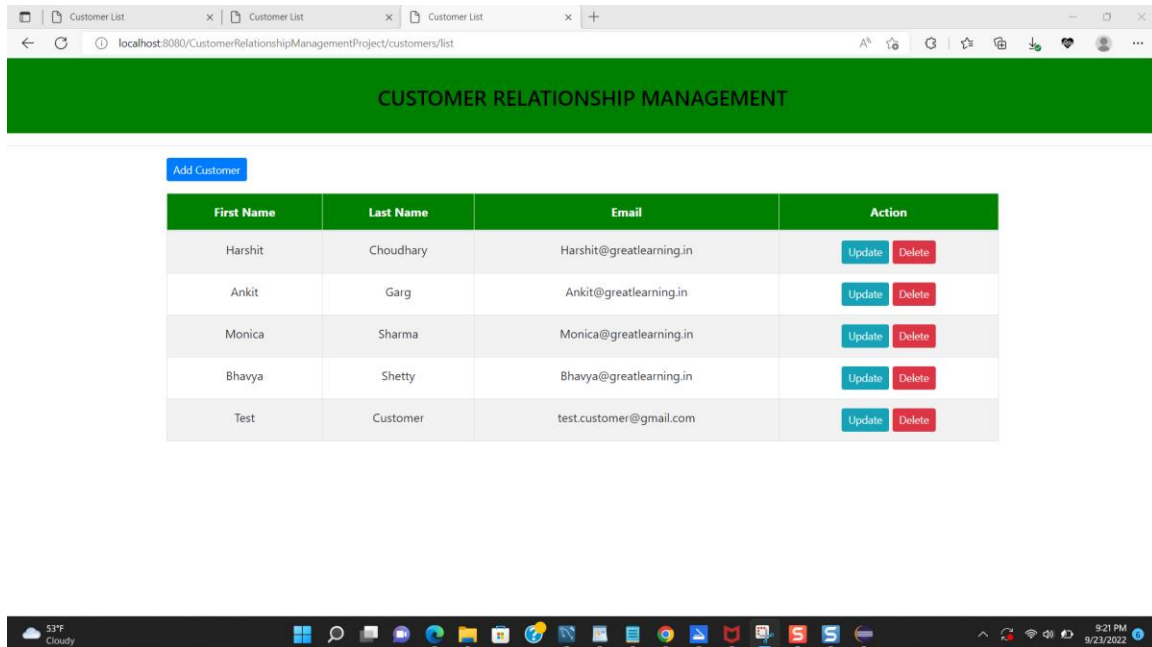 Customer List Customer List Customer List
localhost:8080/CustomerRelationshipManagementProject/customers/list
CUSTOMER RELATIONSHIP MANAGEMENT
Add Customer
First Name Last Name Email Action
Harshit Choudhary Harshit@greatlearning.in Update Delete
Ankit Garg Ankit@greatlearning.in Update Delete
Monica Sharma Monica@greatlearning.in Update Delete
Bhavya Shetty Bhavya@greatlearning.in Update Delete
Test Customer test.customer@gmail.com Update Delete
53°F
Cloudy
9:21 PM
9/23/2022
6